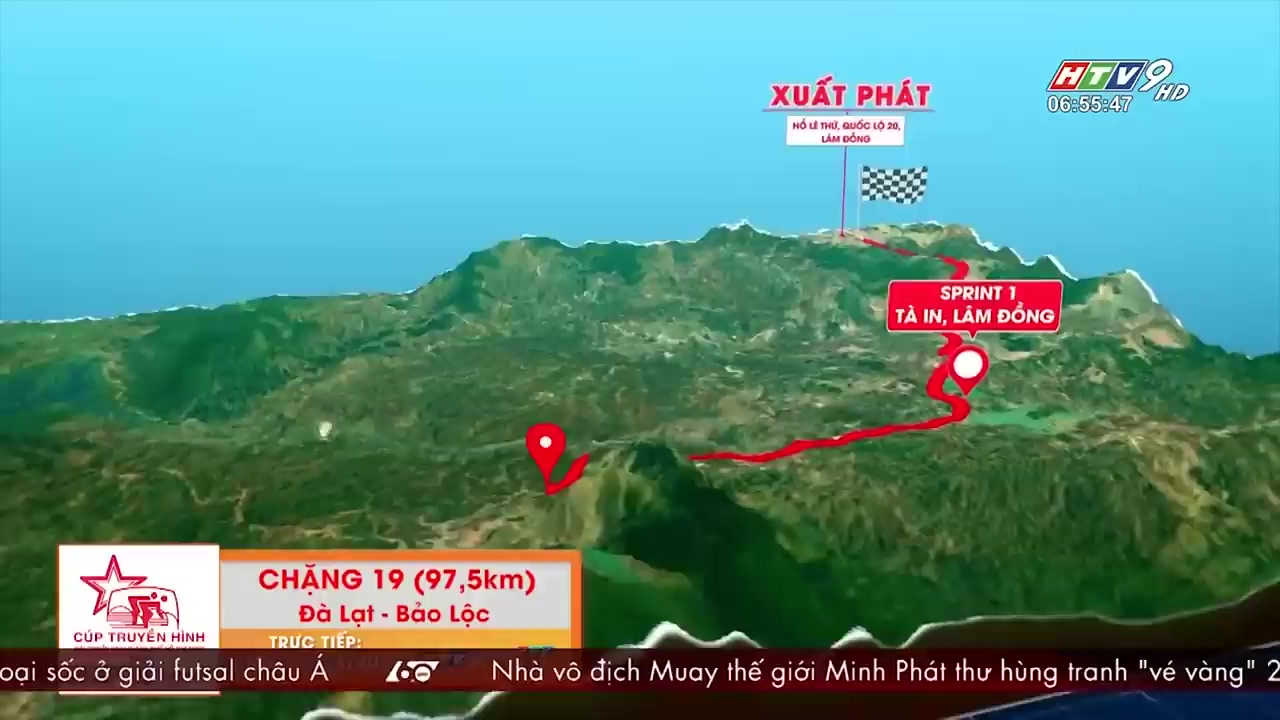 HTV9 HD
06:55:47
XUẤT PHÁT
HỒ LÊ THỨ, QUỐC LỘ 20,
LÂM ĐỒNG
SPRINT 1
TÀ IN, LÂM ĐỒNG
CHẶNG 19 (97,5km)
Đà Lạt - Bảo Lộc
TRỰC TIẾP:
CÚP TRUYỀN HÌNH
oại sốc ở giải futsal châu Á
Nhà vô địch Muay thế giới Minh Phát thư hùng tranh "vé vàng" 2